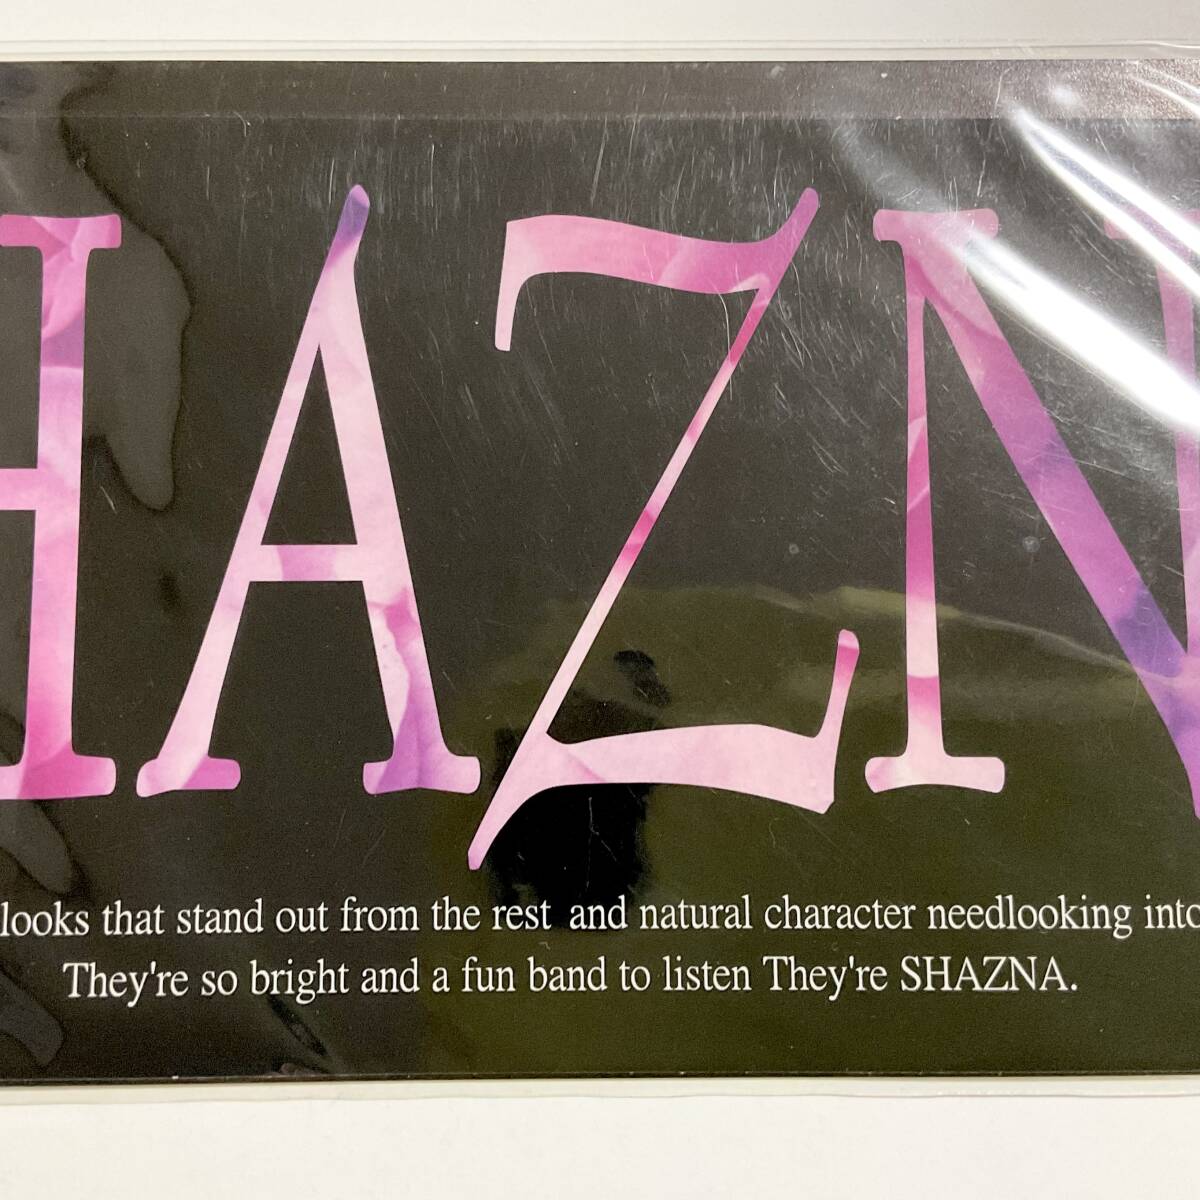 HAZN
looks that stand out from the rest and natural character needlooking into
They're so bright and a fun band to listen They're SHAZNA.